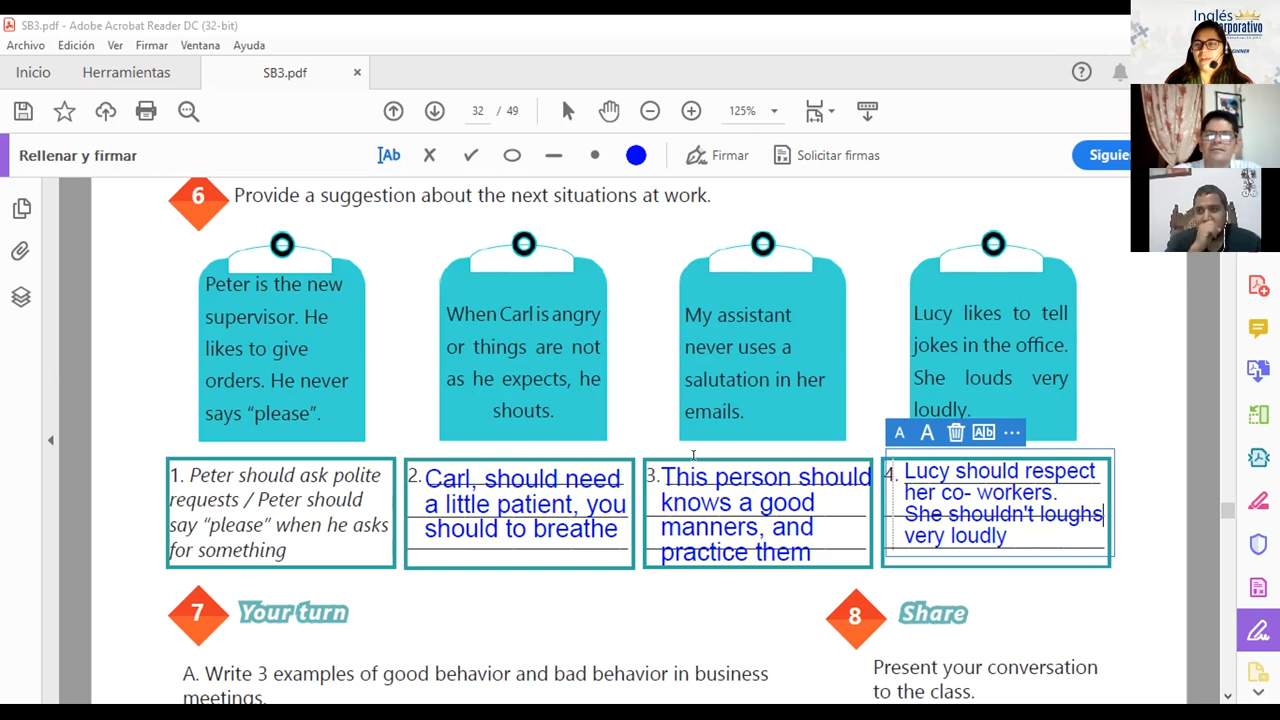 SB3.pdf - Adobe Acrobat Reader DC (32-bit)
Archivo Edición Ver Firmar Ventana Ayuda
Inicio Herramientas SB3.pdf ×
32 / 49 125%
Rellenar y firmar Ab Firmar Solicitar firmas Siguie
Inglés
orporativo
6 Provide a suggestion about the next situations at work.
Peter is the new
supervisor. He
likes to give
orders. He never
says “please”.
When Carl is angry
or things are not
as he expects, he
shouts.
My assistant
never uses a
salutation in her
emails.
Lucy likes to tell
jokes in the office.
She louds very
loudly.
A A Ab ...
1. Peter should ask polite
requests / Peter should
say “please” when he asks
for something
2. Carl, should need
a little patient, you
should to breathe
3. This person should
knows a good
manners, and
practice them
4. Lucy should respect
her co- workers.
She shouldn't loughs
very loudly
7 Your turn
A. Write 3 examples of good behavior and bad behavior in business
meetings.
8 Share
Present your conversation
to the class.